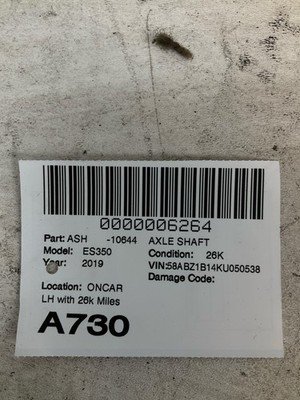 0000006264
Part: ASH -10644 AXLE SHAFT
Model: ES350 Condition: 26K
Year: 2019 VIN:58ABZ1B14KU050538
Damage Code:
Location: ONCAR
LH with 26k Miles
A730